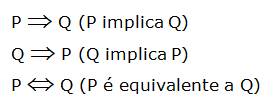 P ⟹ Q (P implica Q)
Q ⟹ P (Q implica P)
P ⟺ Q (P é equivalente a Q)